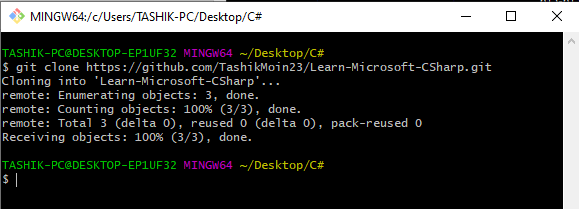 MINGW64:/c/Users/TASHIK-PC/Desktop/C#
TASHIK-PC@DESKTOP-EP1UF32 MINGW64 ~/Desktop/C#
$ git clone https://github.com/TashikMoin23/Learn-Microsoft-CSharp.git
Cloning into 'Learn-Microsoft-CSharp'...
remote: Enumerating objects: 3, done.
remote: Counting objects: 100% (3/3), done.
remote: Total 3 (delta 0), reused 0 (delta 0), pack-reused 0
Receiving objects: 100% (3/3), done.
TASHIK-PC@DESKTOP-EP1UF32 MINGW64 ~/Desktop/C#
$